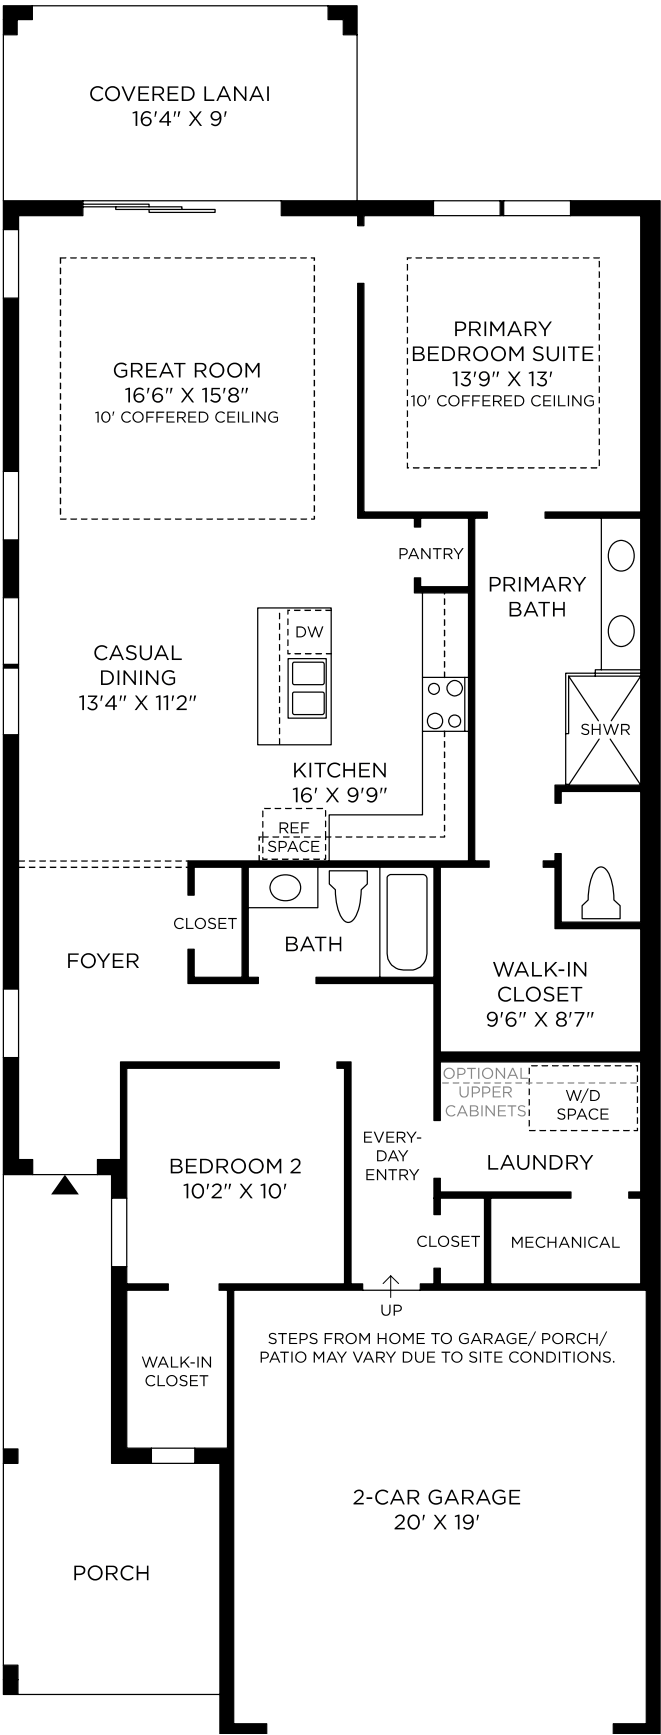 COVERED LANAI
16'4" X 9'
GREAT ROOM
16'6" X 15'8"
10' COFFERED CEILING
PRIMARY
BEDROOM SUITE
13'9" X 13'
10' COFFERED CEILING
PANTRY
PRIMARY
BATH
DW
CASUAL
DINING
13'4" X 11'2"
SHWR
KITCHEN
16' X 9'9"
REF
SPACE
CLOSET
BATH
FOYER
WALK-IN
CLOSET
9'6" X 8'7"
OPTIONAL
UPPER
CABINETS
W/D
SPACE
EVERY-
DAY
ENTRY
LAUNDRY
BEDROOM 2
10'2" X 10'
CLOSET
MECHANICAL
UP
STEPS FROM HOME TO GARAGE/ PORCH/
PATIO MAY VARY DUE TO SITE CONDITIONS.
WALK-IN
CLOSET
2-CAR GARAGE
20' X 19'
PORCH